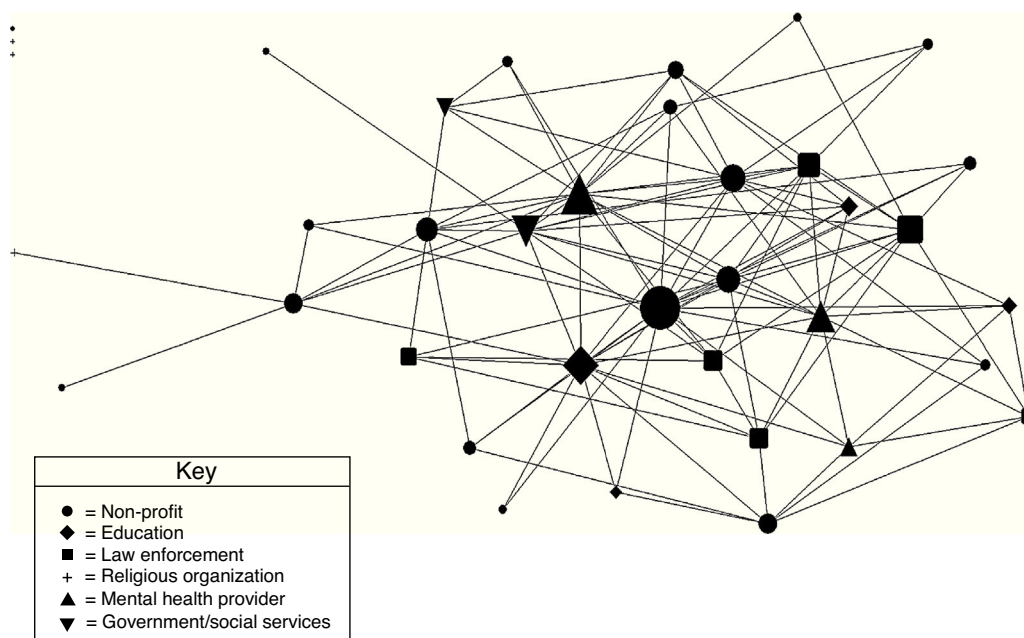 Key
= Non-profit
= Education
= Law enforcement
= Religious organization
= Mental health provider
= Government/social services